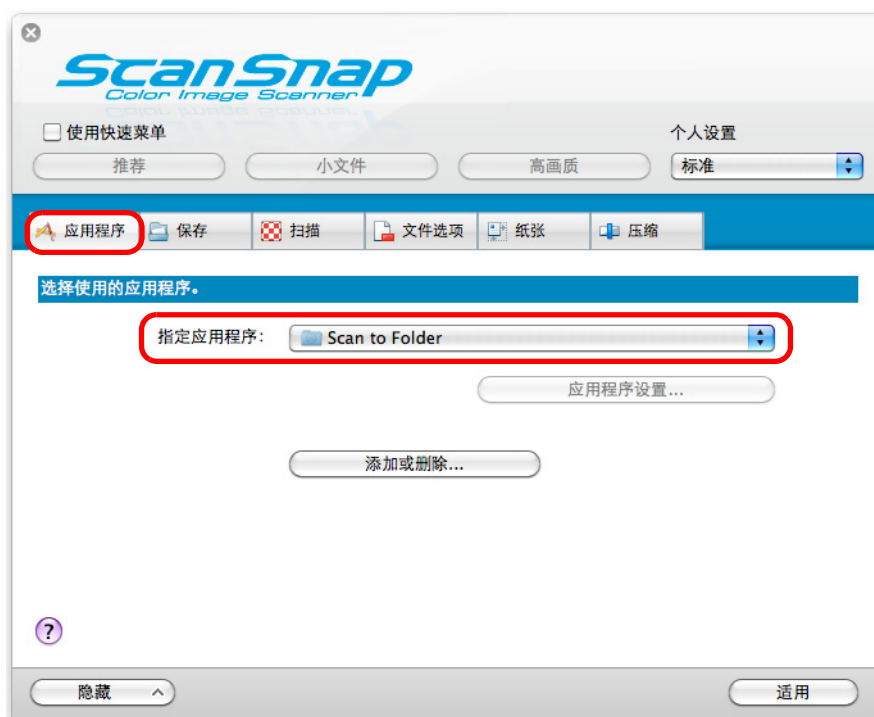 ScanSnap
Color Image Scanner
使用快速菜单
个人设置
推荐 小文件 高画质 标准
应用程序 保存 扫描 文件选项 纸张 压缩
选择使用的应用程序。
指定应用程序： Scan to Folder
应用程序设置...
添加或删除...
?
隐藏 适用